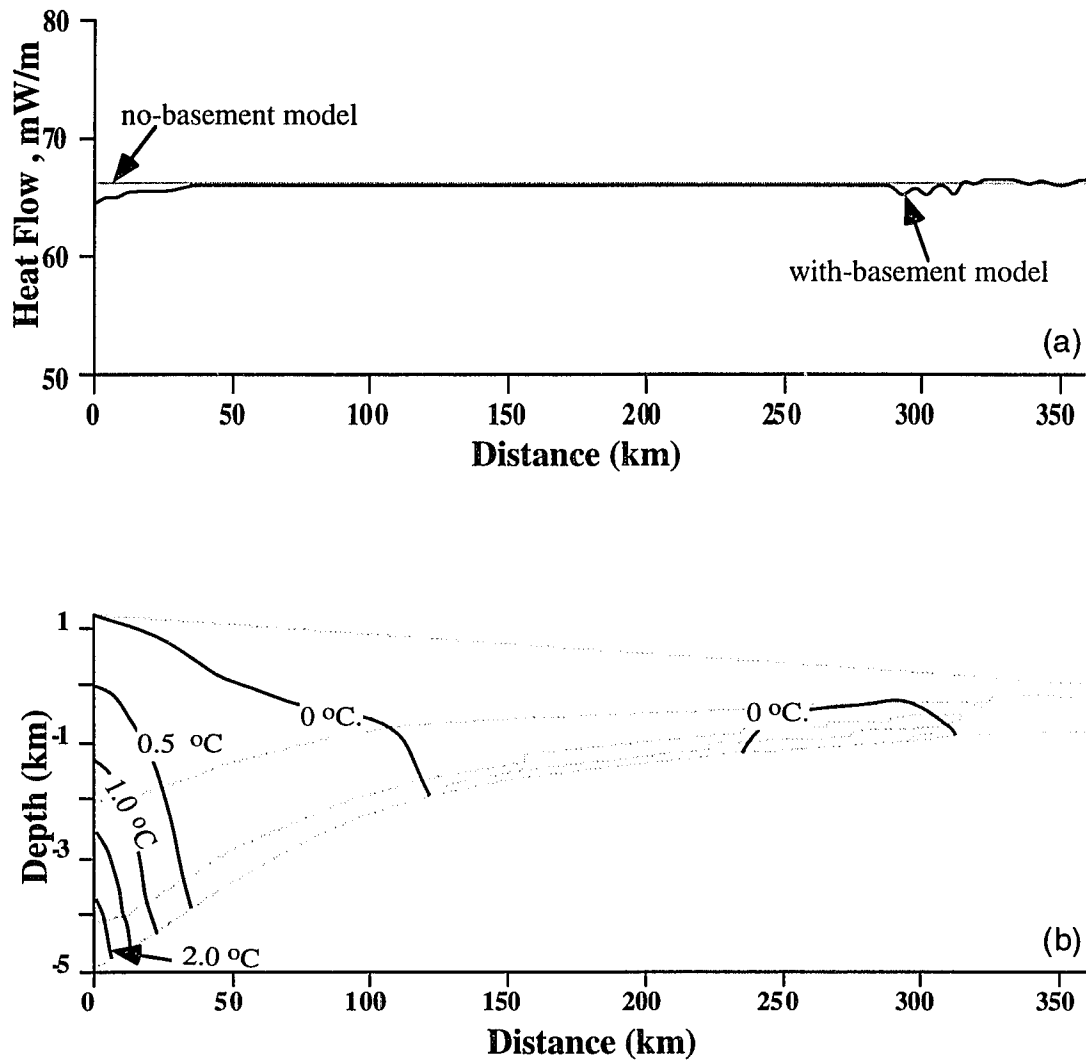 80
70
60
50
Heat Flow , mW/m
no-basement model
with-basement model
(a)
0 50 100 150 200 250 300 350
Distance (km)
1
-1
-3
-5
Depth (km)
0 ºC.
0 ºC.
0.5 ºC
1.0 ºC
2.0 ºC
(b)
0 50 100 150 200 250 300 350
Distance (km)